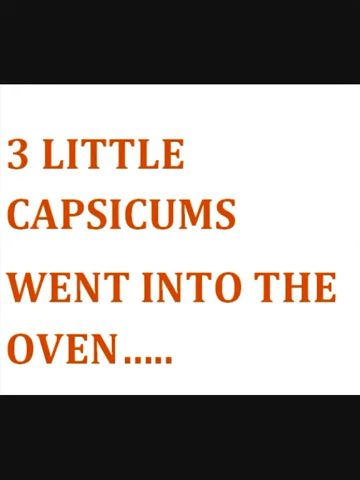 3 LITTLE
CAPSICUMS
WENT INTO THE
OVEN.....